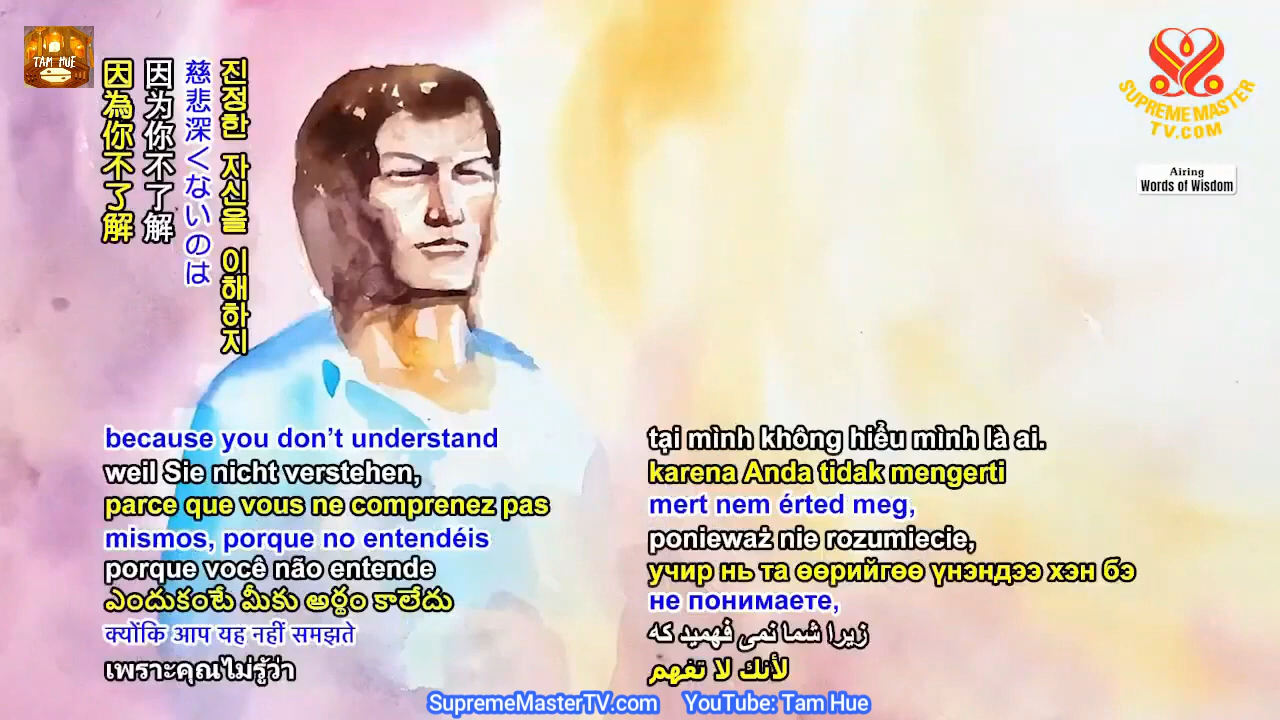 TAM HUE
因為你不了解
因为你不了解
慈悲深くないのは
진정한 자신을 이해하지
SUPREME MASTER
TV.COM
Airing
Words of Wisdom
because you don't understand
weil Sie nicht verstehen,
parce que vous ne comprenez pas
mismos, porque no entendéis
porque você não entende
ఎందుకంటే మీకు అర్థం కాలేదు
क्योंकि आप यह नहीं समझते
เพราะคุณไม่รู้ว่า
tại mình không hiểu mình là ai.
karena Anda tidak mengerti
mert nem érted meg,
ponieważ nie rozumiecie,
учир нь та өөрийгөө үнэндээ хэн бэ
не понимаете,
زیرا شما نمی فهمید که
لأنك لا تفهم
SupremeMasterTV.com YouTube: Tam Hue